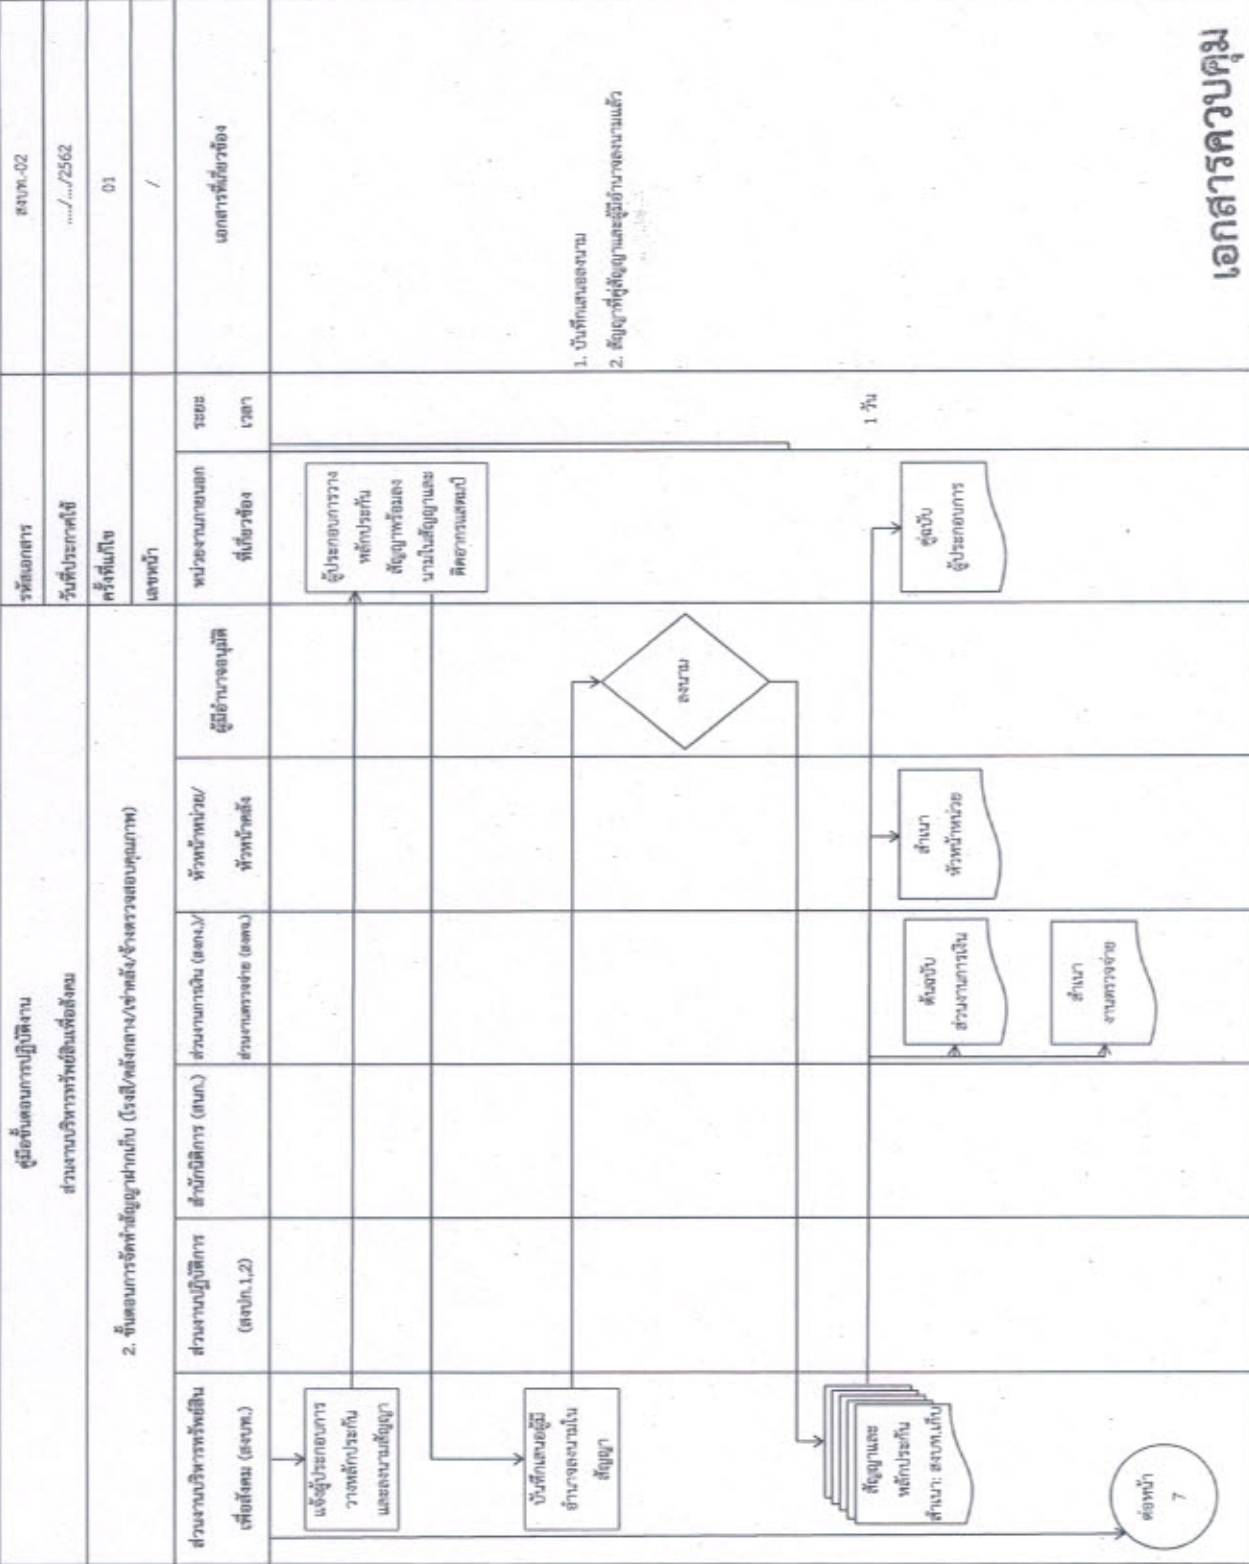 คู่มือขั้นตอนการปฏิบัติงาน
ส่วนงานบริหารทรัพย์สินเพื่อสังคม
2. ขั้นตอนการจัดทำสัญญาฝากเก็บ (โรงสี/คลังกลาง/เช่าคลัง/จ้างตรวจสอบคุณภาพ)
รหัสเอกสาร
สงบท.-02
วันที่ประกาศใช้
..../..../2562
ครั้งที่แก้ไข
01
เลขหน้า
/
ส่วนงานบริหารทรัพย์สิน
เพื่อสังคม (สงบท.)
ส่วนงานปฏิบัติการ
(สงปก.1,2)
สำนักนิติการ (สนก.)
ส่วนงานการเงิน (สงกง.)/
ส่วนงานตรวจจ่าย (สงตจ.)
หัวหน้าหน่วย/
หัวหน้าคลัง
ผู้มีอำนาจอนุมัติ
หน่วยงานภายนอก
ที่เกี่ยวข้อง
ระยะ
เวลา
เอกสารที่เกี่ยวข้อง
แจ้งผู้ประกอบการ
วางหลักประกัน
และลงนามสัญญา
ผู้ประกอบการวาง
หลักประกัน
สัญญาพร้อมลง
นามในสัญญาและ
ติดอากรแสตมป์
บันทึกเสนอผู้มี
อำนาจลงนามใน
สัญญา
ลงนาม
1. บันทึกเสนอลงนาม
2. สัญญาที่คู่สัญญาและผู้มีอำนาจลงนามแล้ว
สัญญาและ
หลักประกัน
สำเนา: สงบท.เก็บ
ต้นฉบับ
ส่วนงานการเงิน
สำเนา
งานตรวจจ่าย
สำเนา
หัวหน้าหน่วย
คู่ฉบับ
ผู้ประกอบการ
1 วัน
ต่อหน้า
7
เอกสารควบคุม